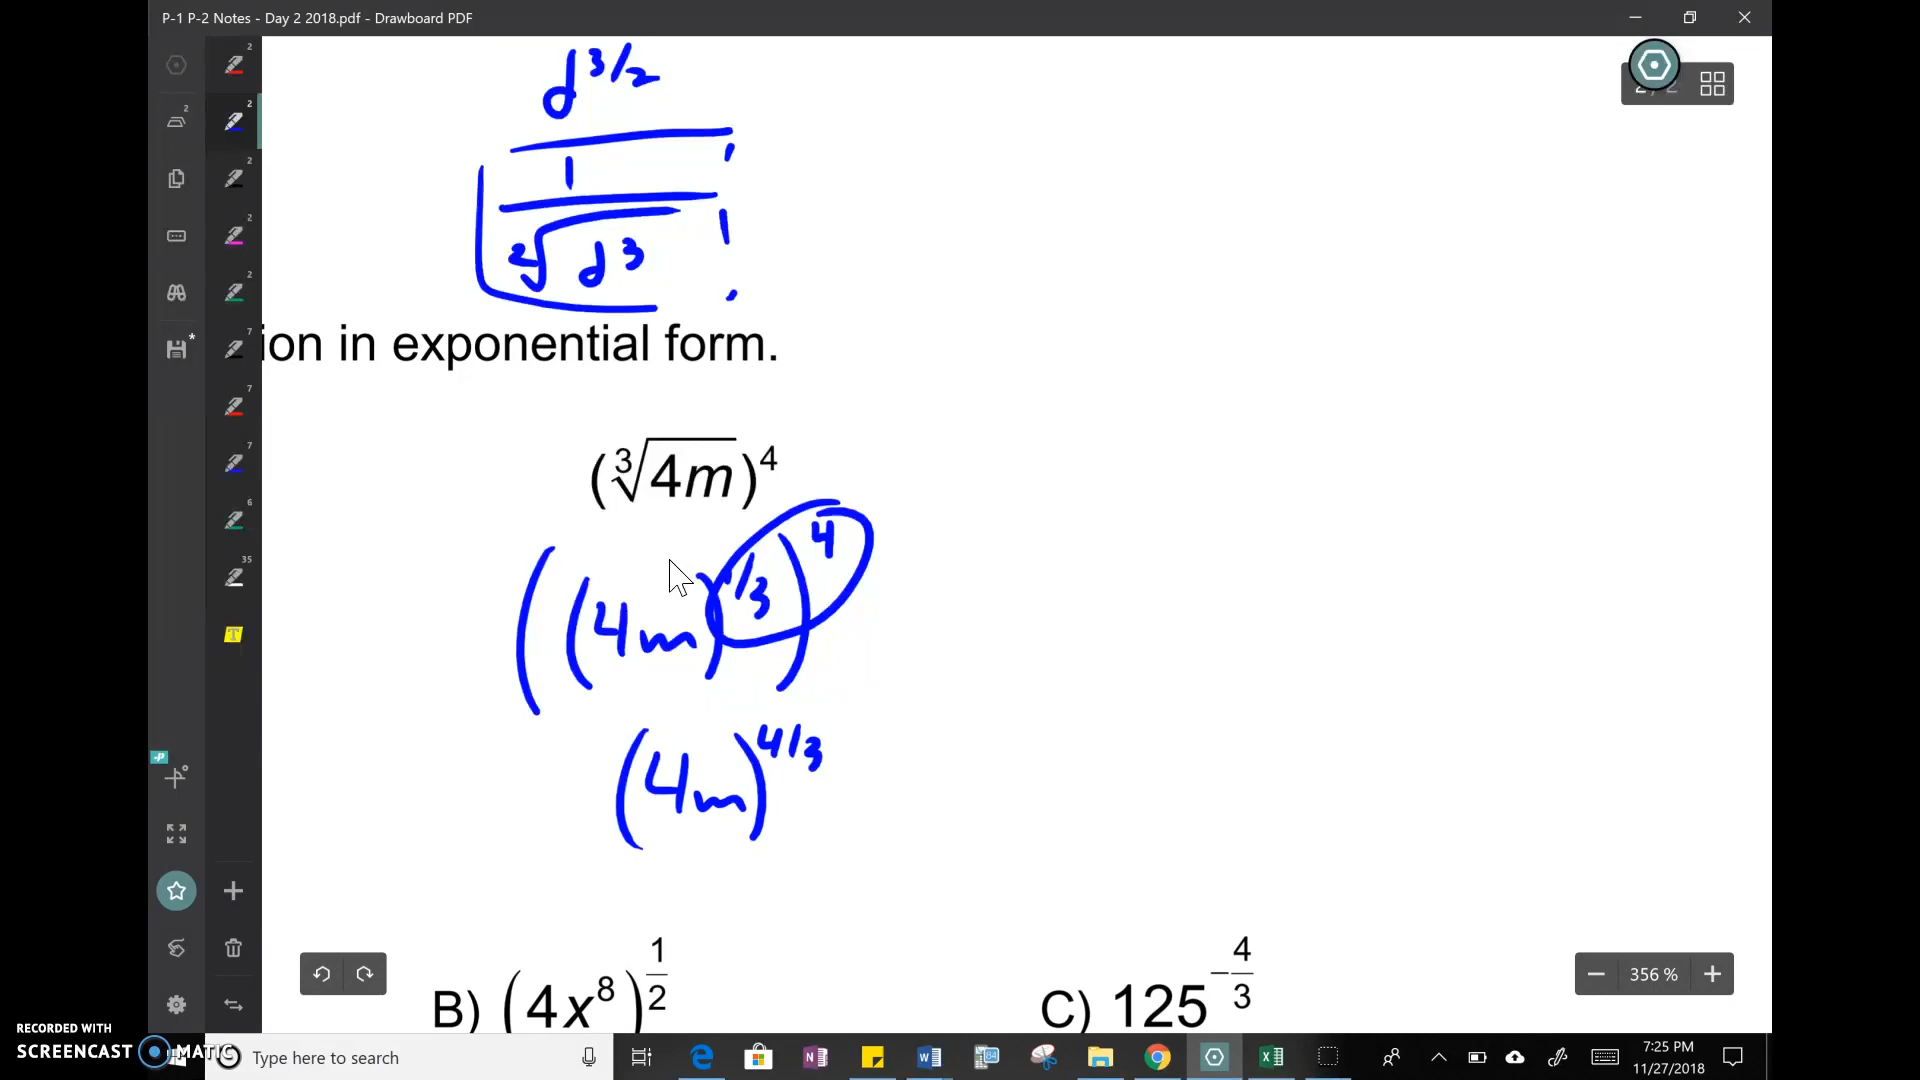 P-1 P-2 Notes - Day 2 2018.pdf - Drawboard PDF
d^3/2
1
²√d³
ion in exponential form.
(³√4m)⁴
((4m)^1/3)^4
(4m)^4/3
B) (4x⁸)^1/2
C) 125^-4/3
356 %
RECORDED WITH
SCREENCAST MATIC
Type here to search
7:25 PM
11/27/2018